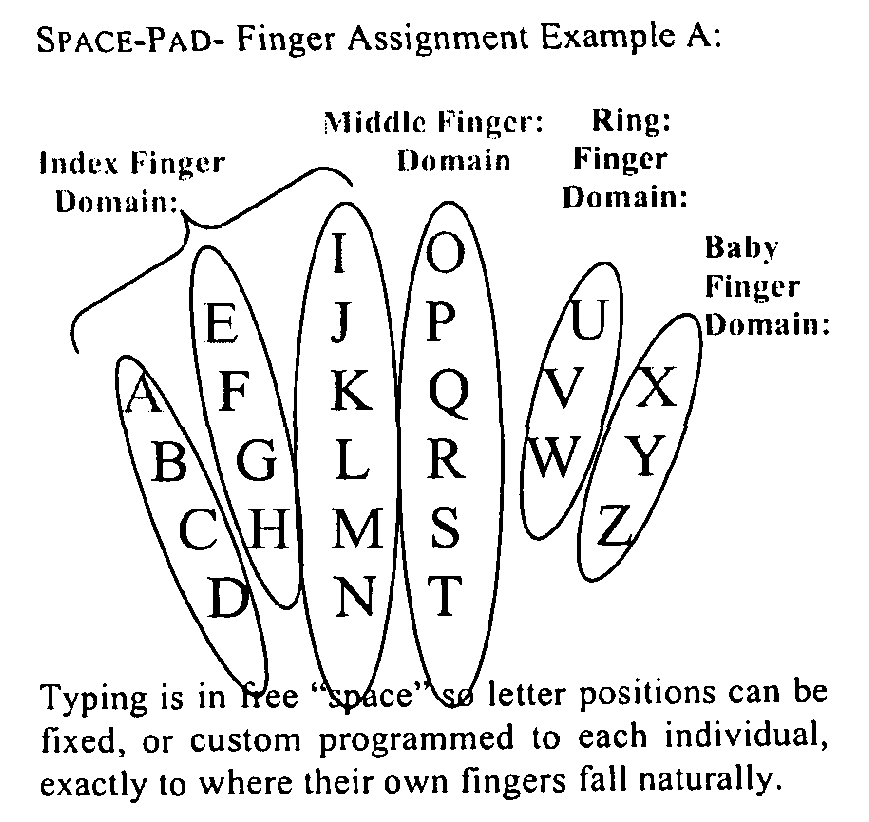 SPACE-PAD- Finger Assignment Example A:
Middle Finger:
Domain
Ring:
Finger
Domain:
Index Finger
Domain:
Baby
Finger
Domain:
I O
E J P U
A F K Q V X
B G L R W Y
C H M S Z
D N T
Typing is in free “space” so letter positions can be
fixed, or custom programmed to each individual,
exactly to where their own fingers fall naturally.